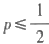 p ≤ 1/2